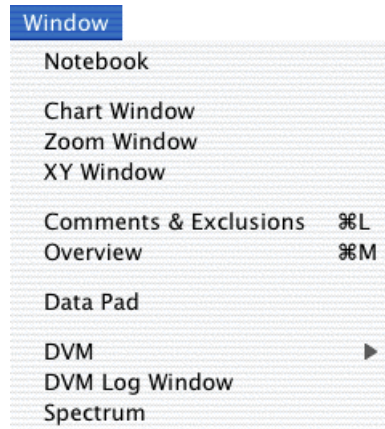 Window
Notebook
Chart Window
Zoom Window
XY Window
Comments & Exclusions ⌘L
Overview ⌘M
Data Pad
DVM
DVM Log Window
Spectrum